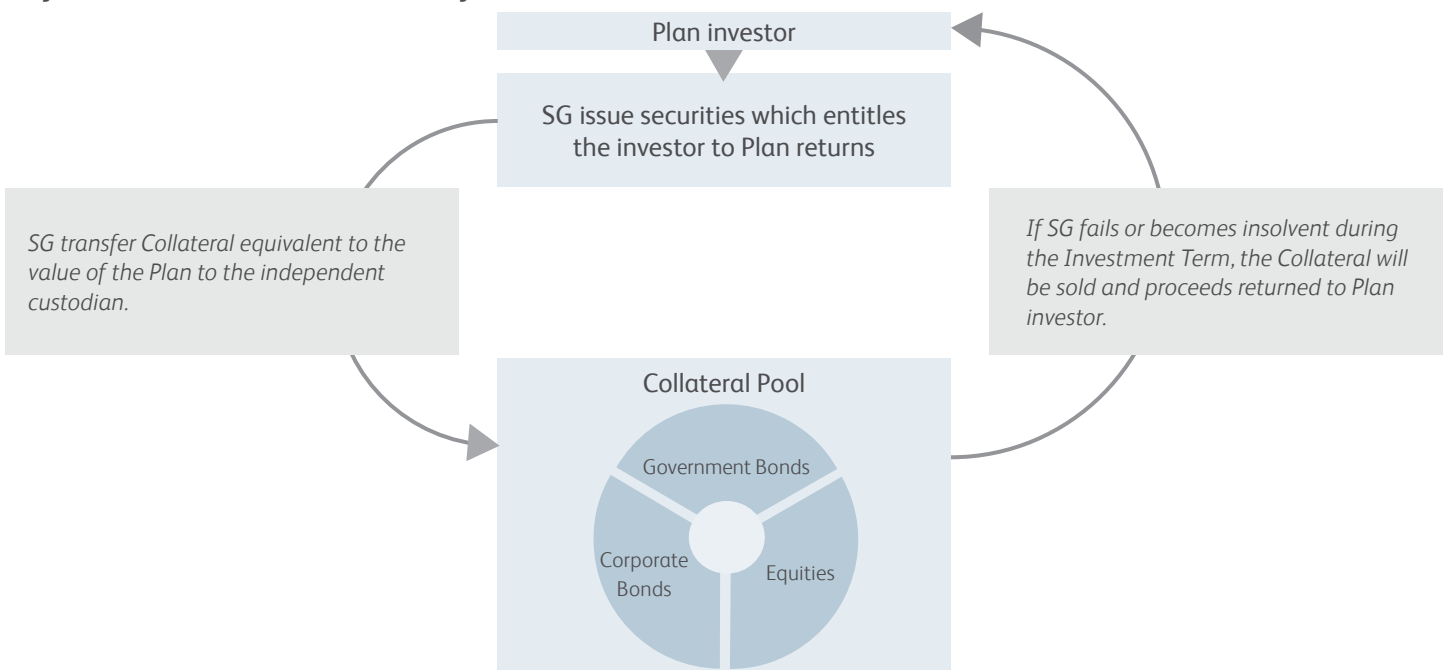 Plan investor
SG issue securities which entitles
the investor to Plan returns
SG transfer Collateral equivalent to the
value of the Plan to the independent
custodian.
If SG fails or becomes insolvent during
the Investment Term, the Collateral will
be sold and proceeds returned to Plan
investor.
Collateral Pool
Government Bonds
Corporate
Bonds
Equities